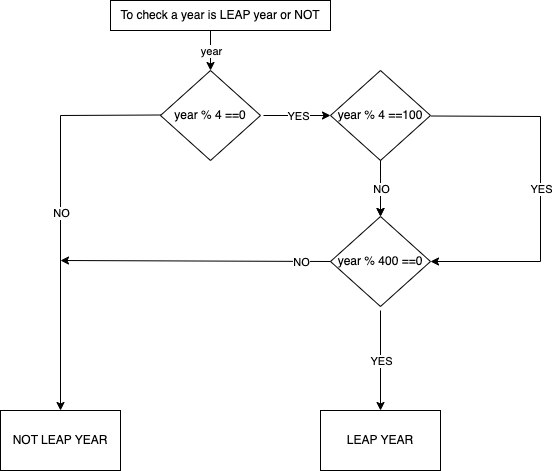 To check a year is LEAP year or NOT
year
year % 4 ==0
YES
year % 4 ==100
NO
YES
NO
year % 400 ==0
NO
YES
NOT LEAP YEAR
LEAP YEAR